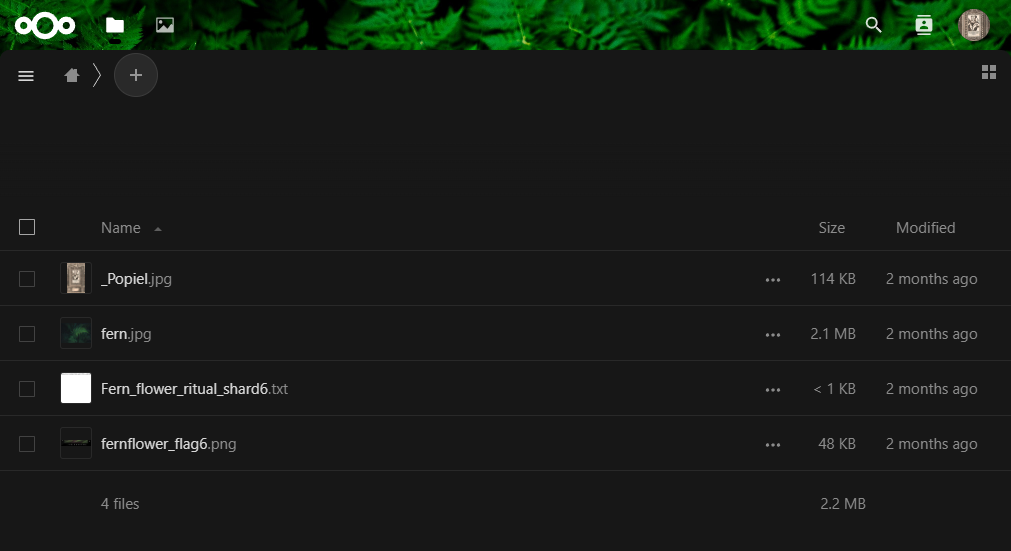 Name Size Modified
_Popiel.jpg 114 KB 2 months ago
fern.jpg 2.1 MB 2 months ago
Fern_flower_ritual_shard6.txt < 1 KB 2 months ago
fernflower_flag6.png 48 KB 2 months ago
4 files 2.2 MB